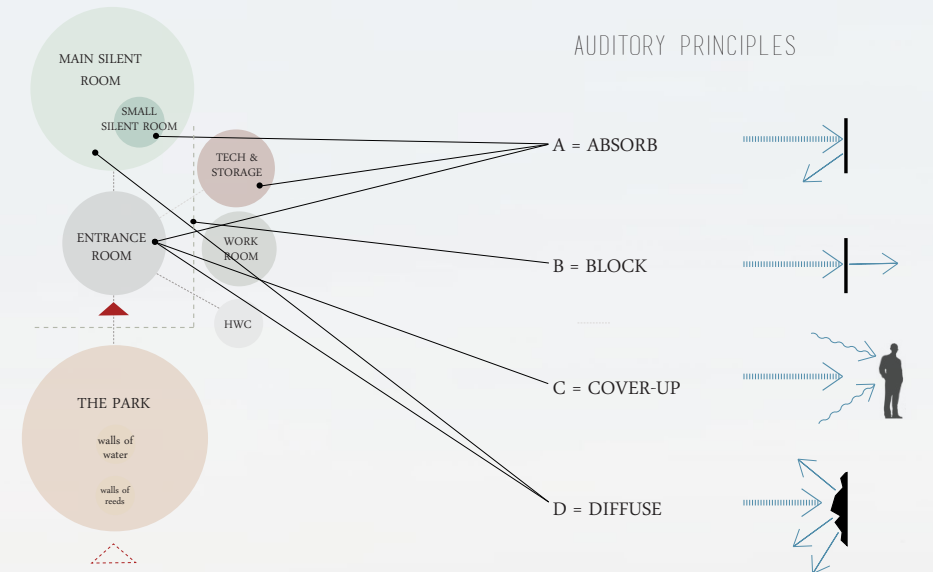 AUDITORY PRINCIPLES
MAIN SILENT
ROOM
SMALL
SILENT ROOM
TECH &
STORAGE
ENTRANCE
ROOM
WORK
ROOM
HWC
THE PARK
walls of
water
walls of
reeds
A = ABSORB
B = BLOCK
C = COVER-UP
D = DIFFUSE